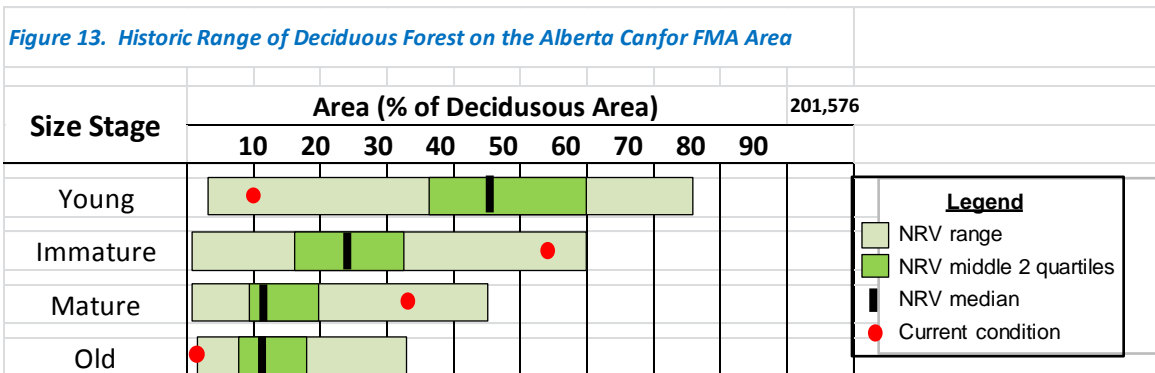 Figure 13. Historic Range of Deciduous Forest on the Alberta Canfor FMA Area
Size Stage
Area (% of Decidusous Area)
201,576
10 20 30 40 50 60 70 80 90
Young
Immature
Mature
Old
Legend
NRV range
NRV middle 2 quartiles
NRV median
Current condition